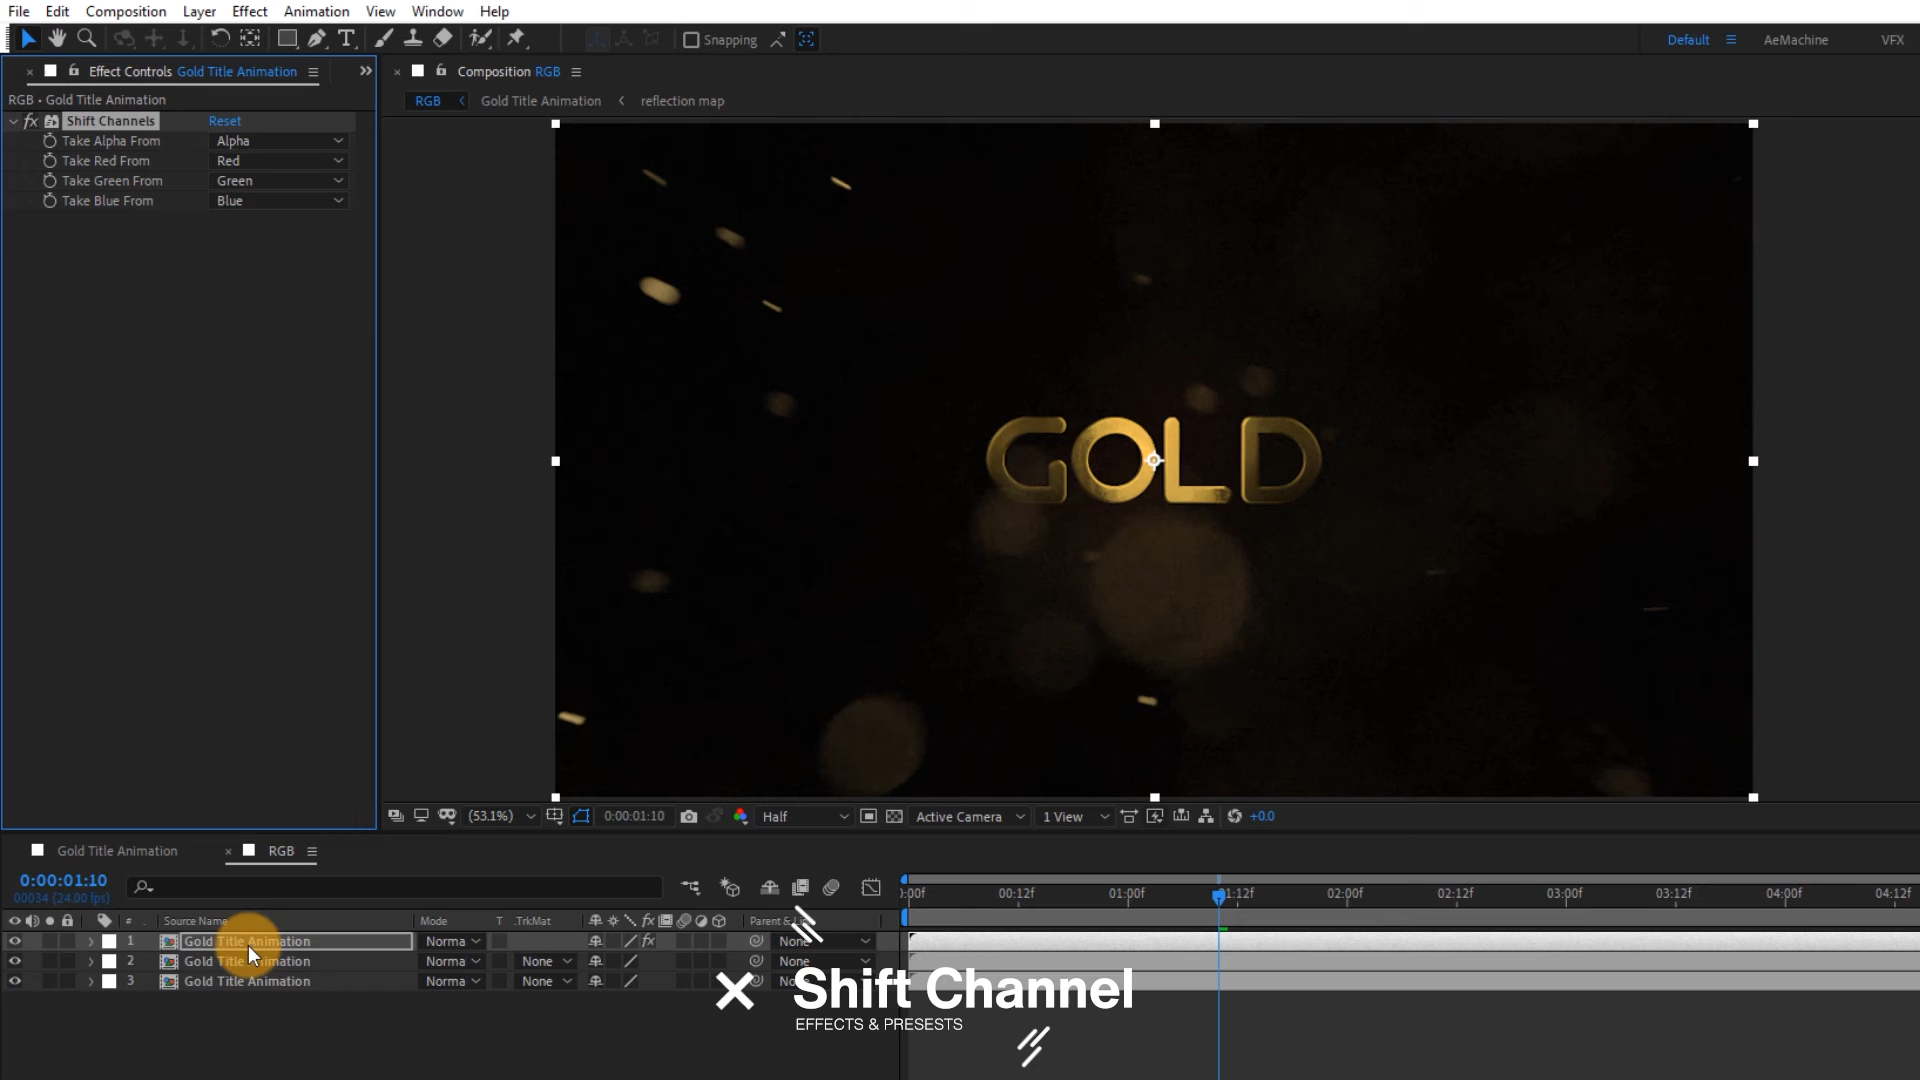 File Edit Composition Layer Effect Animation View Window Help
Snapping
Default AeMachine VFX
Effect Controls Gold Title Animation
Composition RGB
RGB Gold Title Animation reflection map
RGB • Gold Title Animation
fx Shift Channels Reset
Take Alpha From Alpha
Take Red From Red
Take Green From Green
Take Blue From Blue
GOLD
(53.1%) 0:00:01:10 Half Active Camera 1 View +0.0
Gold Title Animation RGB
0:00:01:10
00034 (24.00 fps)
:00f 00:12f 01:00f 01:12f 02:00f 02:12f 03:00f 03:12f 04:00f 04:12f
# Source Name Mode T .TrkMat fx Parent & Lin
1 Gold Title Animation Norma fx None
2 Gold Title Animation Norma None None
3 Gold Title Animation Norma None None
Shift Channel
EFFECTS & PRESESTS